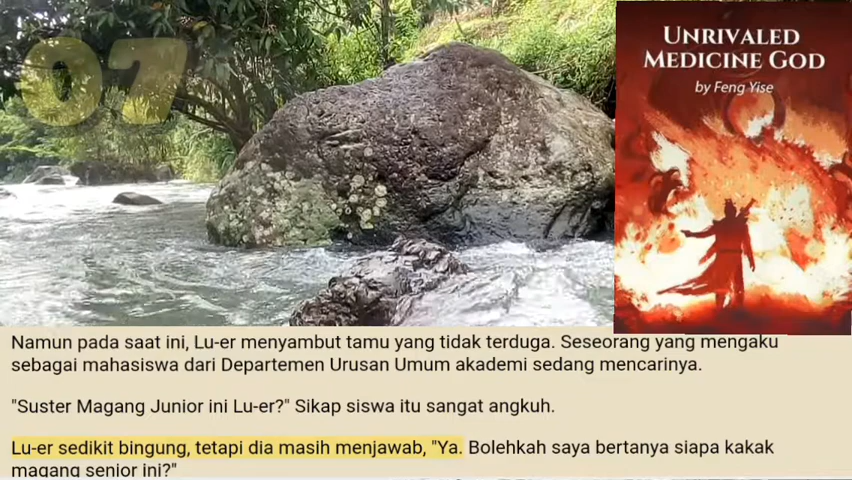 07
UNRIVALED
MEDICINE GOD
by Feng Yise
Namun pada saat ini, Lu-er menyambut tamu yang tidak terduga. Seseorang yang mengaku
sebagai mahasiswa dari Departemen Urusan Umum akademi sedang mencarinya.
"Suster Magang Junior ini Lu-er?" Sikap siswa itu sangat angkuh.
Lu-er sedikit bingung, tetapi dia masih menjawab, "Ya. Bolehkah saya bertanya siapa kakak
magang senior ini?"